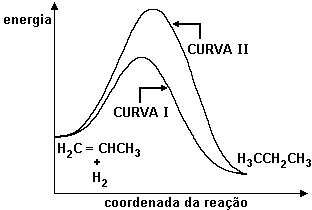 energia
CURVA II
CURVA I
H₂C = CHCH₃
+
H₂
H₃CCH₂CH₃
coordenada da reação